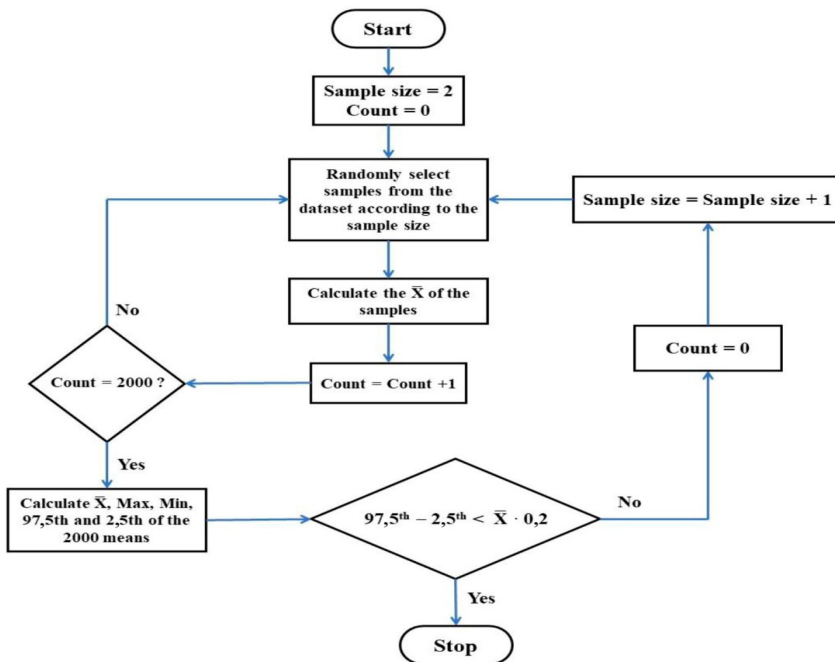 Start
Sample size = 2
Count = 0
Randomly select
samples from the
dataset according to the
sample size
Sample size = Sample size + 1
Calculate the X̅ of the
samples
No
Count = 0
Count = 2000 ?
Count = Count +1
Yes
Calculate X̅, Max, Min,
97,5th and 2,5th of the
2000 means
97,5th – 2,5th < X̅ · 0,2
No
Yes
Stop